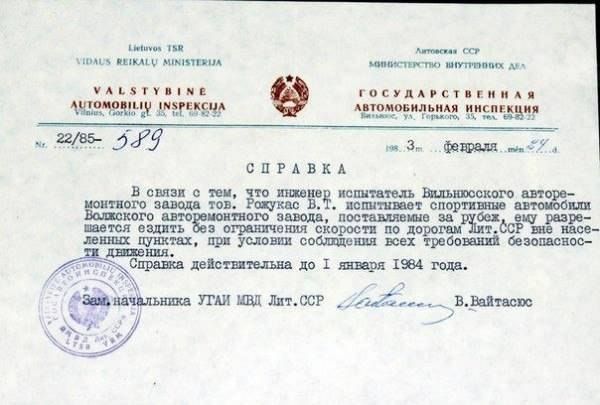 Lietuvos TSR
VIDAUS REIKALŲ MINISTERIJA
VALSTYBINĖ
AUTOMOBILIŲ INSPEKCIJA
Vilnius, Gorkio gt. 35, tel. 69-82-22
Литовская ССР
МИНИСТЕРСТВО ВНУТРЕННИХ ДЕЛ
ГОСУДАРСТВЕННАЯ
АВТОМОБИЛЬНАЯ ИНСПЕКЦИЯ
Вильнюс, ул. Горького, 35, тел. 69-82-22
Nr. 22/85- 589
1983 m. февраля mėn 24 d.
СПРАВКА
В связи с тем, что инженер испытатель Вильнюсского авторе-
монтного завода тов. Рожукас В.Т. испытывает спортивные автомобили
Волжского авторемонтного завода, поставляемые за рубеж, ему разре-
шается ездить без ограничения скорости по дорогам Лит.ССР вне насе-
ленных пунктах, при условии соблюдения всех требований безопаснос-
ти движения.
Справка действительна до I января 1984 года.
Зам.начальника УГАИ МВД Лит.ССР В.Вайтасюс